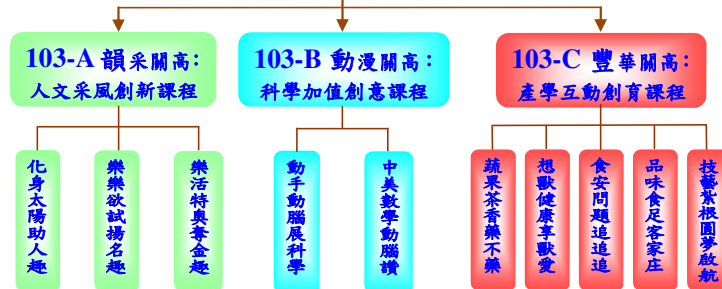 103-A 韻采關高：
人文采風創新課程
103-B 動漫關高：
科學加值創意課程
103-C 豐華關高：
產學互動創育課程
化身太陽助人趣
樂樂欲試揚名趣
樂活特奧奪金趣
動手動腦展科學
中美數學動腦讚
蔬果茶香藥不藥
想獸健康享獸愛
食安問題追追追
品味食足客家庄
技藝紮根圓夢啟航